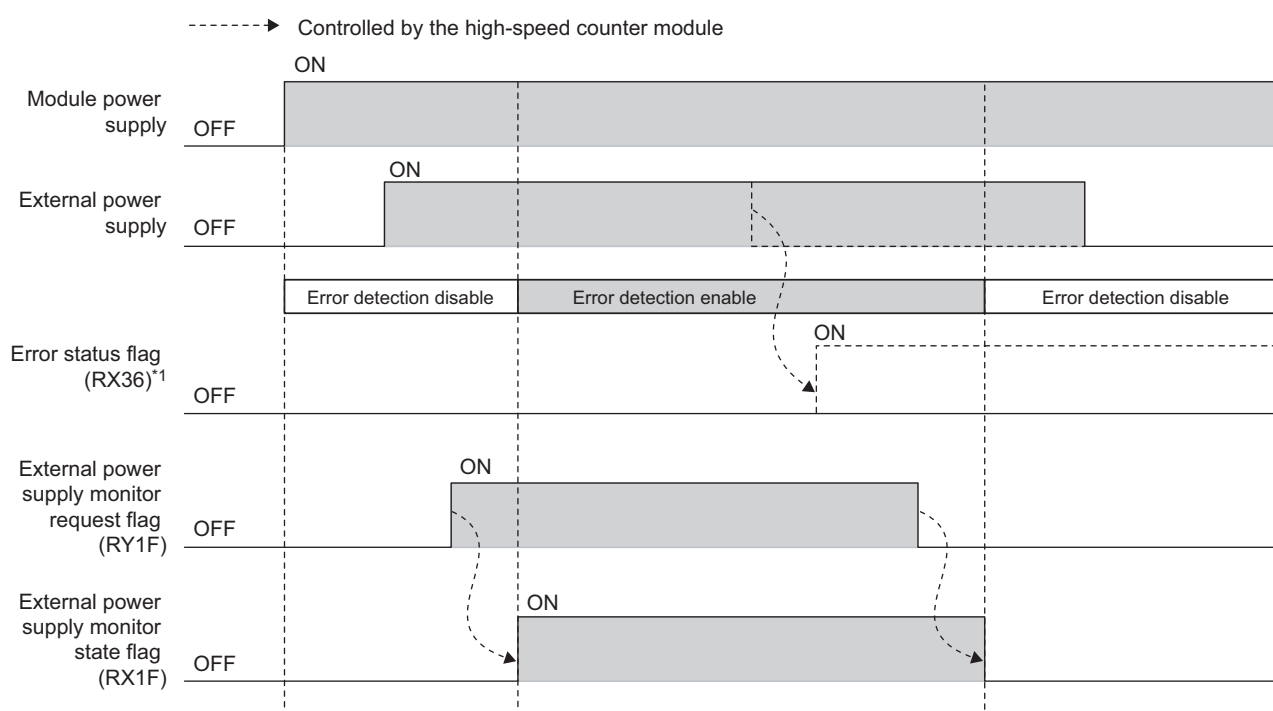 Controlled by the high-speed counter module
ON
Module power
supply
OFF
ON
External power
supply
OFF
Error detection disable
Error detection enable
Error detection disable
ON
Error status flag
(RX36)*1
OFF
ON
External power
supply monitor
request flag
(RY1F)
OFF
ON
External power
supply monitor
state flag
(RX1F)
OFF